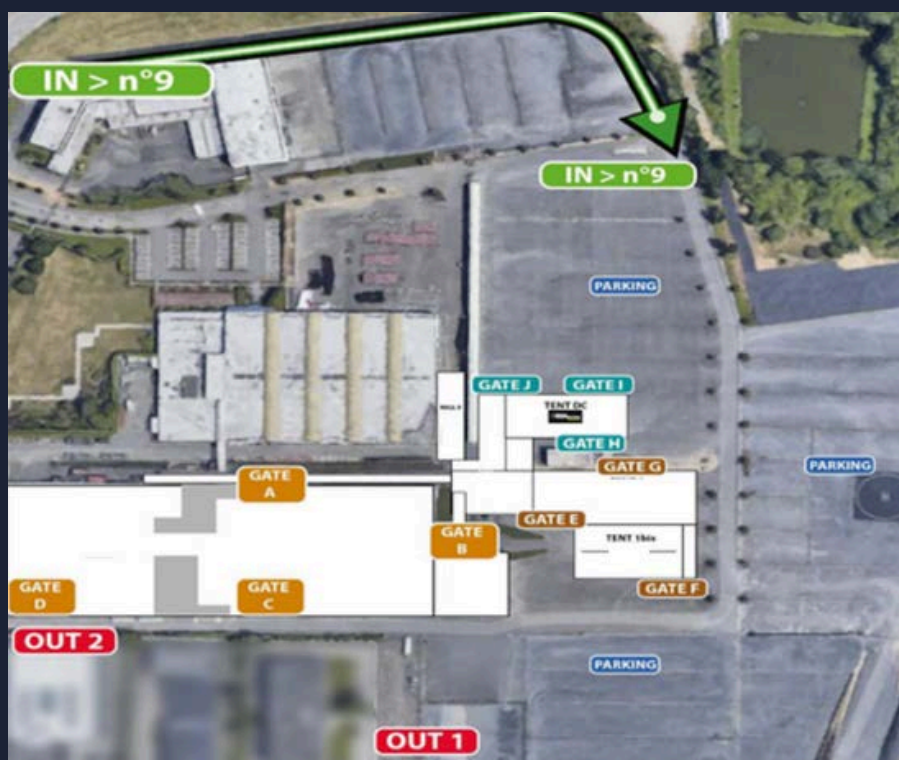 IN > n°9
IN > n°9
PARKING
GATE J
GATE I
TENT DC
GATE H
GATE G
PARKING
GATE
A
GATE E
GATE
B
TENT 1bis
GATE
D
GATE
C
GATE F
OUT 2
PARKING
OUT 1